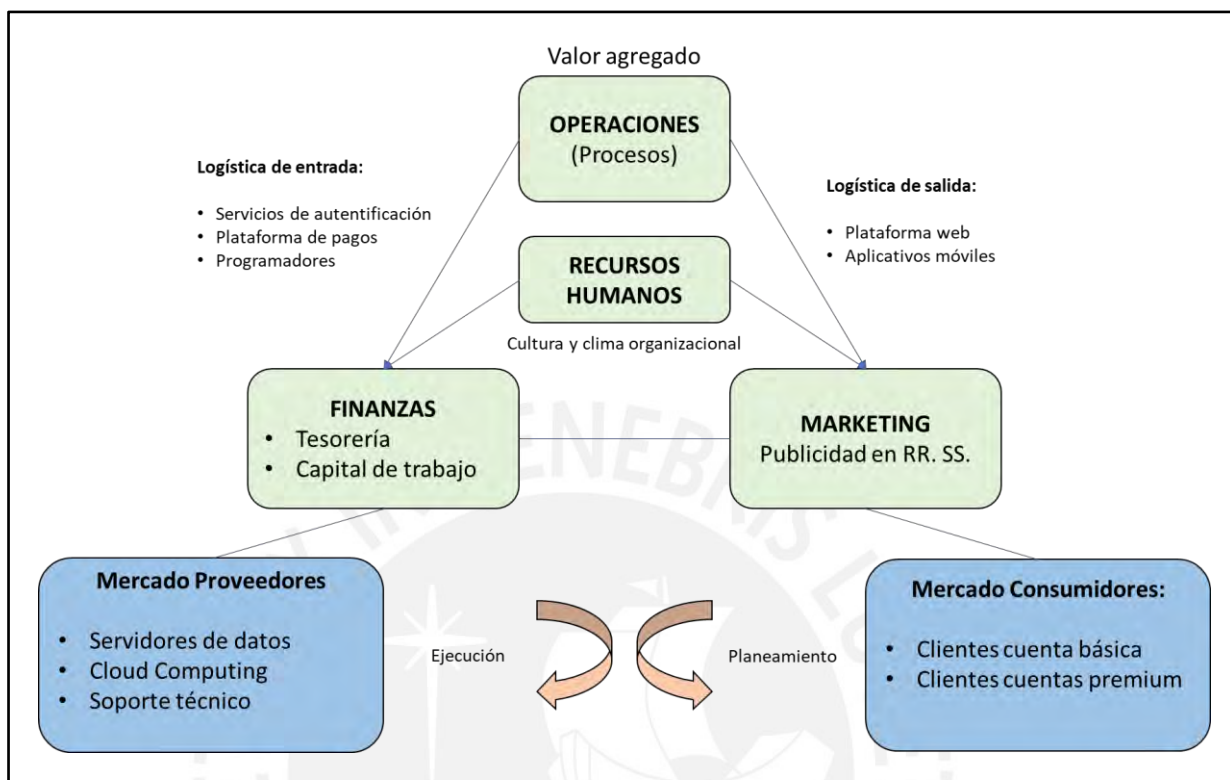 Valor agregado
OPERACIONES
(Procesos)
Logística de entrada:
• Servicios de autentificación
• Plataforma de pagos
• Programadores
Logística de salida:
• Plataforma web
• Aplicativos móviles
RECURSOS
HUMANOS
Cultura y clima organizacional
FINANZAS
• Tesorería
• Capital de trabajo
MARKETING
Publicidad en RR. SS.
Mercado Proveedores
• Servidores de datos
• Cloud Computing
• Soporte técnico
Ejecución
Planeamiento
Mercado Consumidores:
• Clientes cuenta básica
• Clientes cuentas premium